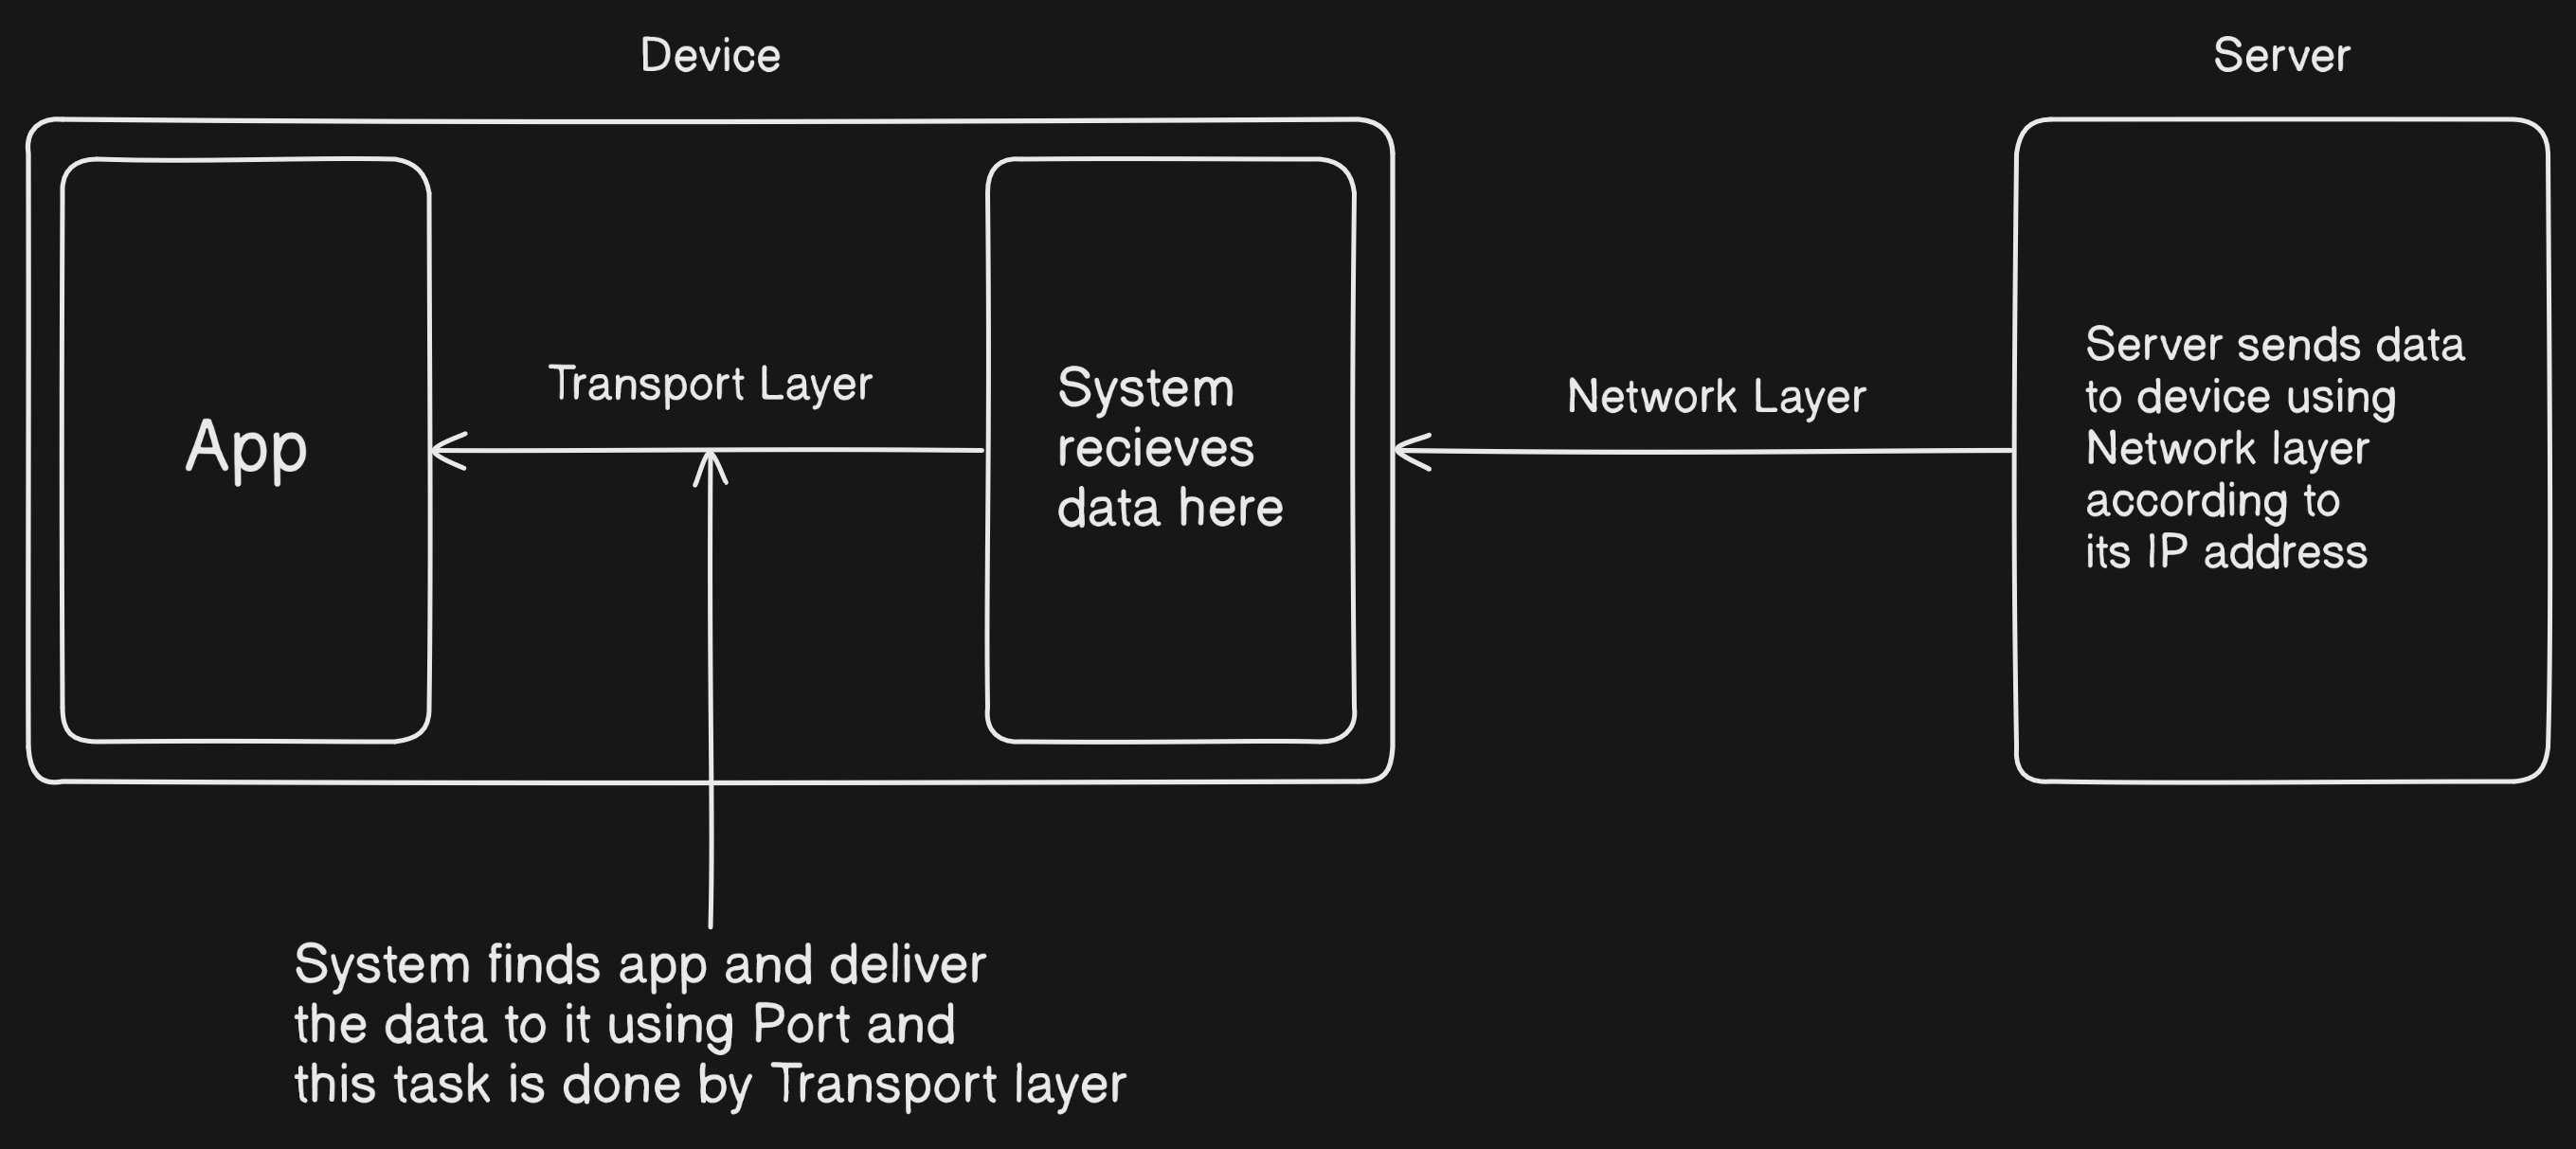 Device
Server
App
Transport Layer
System
recieves
data here
Network Layer
Server sends data
to device using
Network layer
according to
its IP address
System finds app and deliver
the data to it using Port and
this task is done by Transport layer